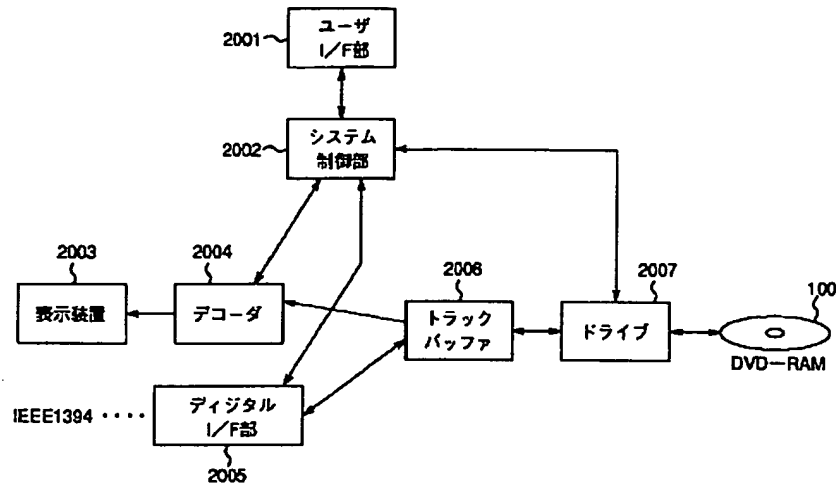 2001
ユーザ
I/F部
2002
システム
制御部
2003
表示装置
2004
デコーダ
2006
トラック
バッファ
2007
ドライブ
100
DVD−RAM
IEEE1394 ････
ディジタル
I/F部
2005